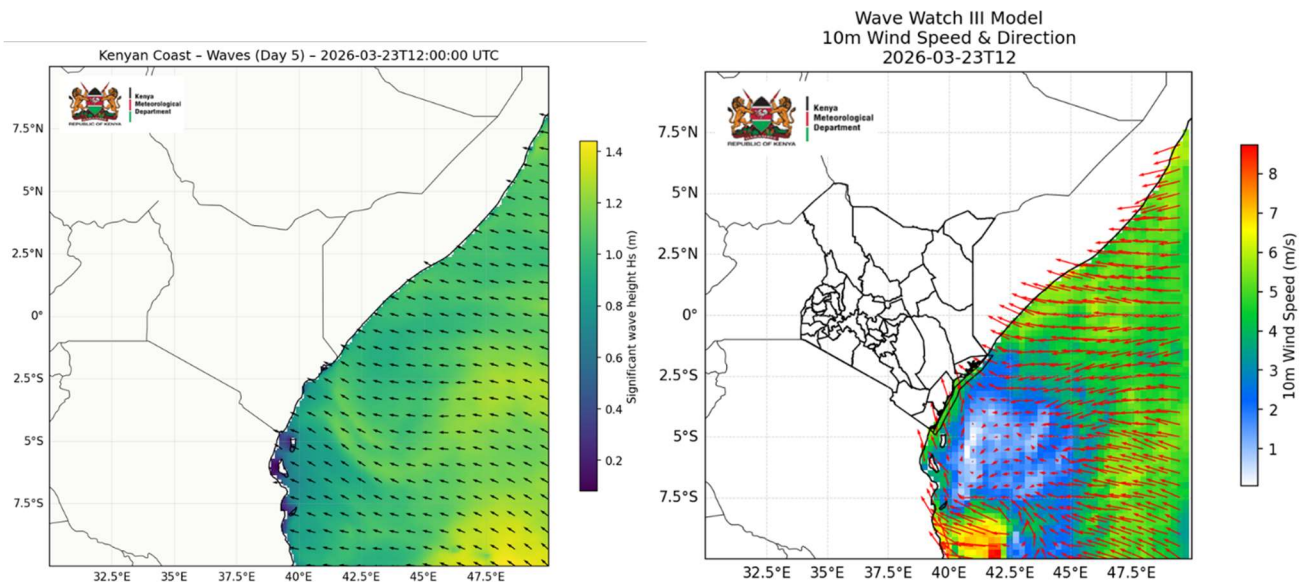 Kenyan Coast – Waves (Day 5) – 2026-03-23T12:00:00 UTC
Kenya
Meteorological
Department
REPUBLIC OF KENYA
7.5°N
5°N
2.5°N
0°
2.5°S
5°S
7.5°S
32.5°E 35°E 37.5°E 40°E 42.5°E 45°E 47.5°E
1.4
1.2
1.0
0.8
0.6
0.4
0.2
Significant wave height Hs (m)
Wave Watch III Model
10m Wind Speed & Direction
2026-03-23T12
Kenya
Meteorological
Department
REPUBLIC OF KENYA
7.5°N
5°N
2.5°N
0°
2.5°S
5°S
7.5°S
32.5°E 35°E 37.5°E 40°E 42.5°E 45°E 47.5°E
8
7
6
5
4
3
2
1
10m Wind Speed (m/s)